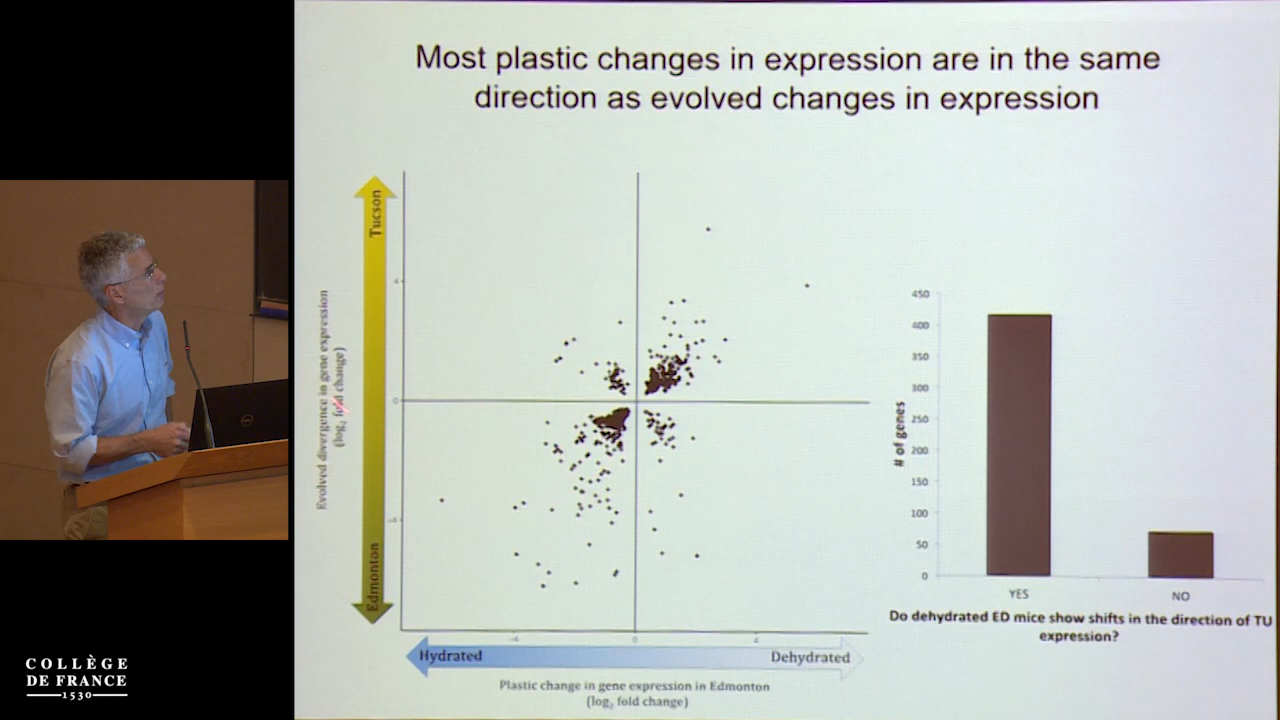 Most plastic changes in expression are in the same
direction as evolved changes in expression
Tucson
Edmonton
Evolved divergence in gene expression
(log₂ fold change)
4
0
-4
-4
0
4
Hydrated
Dehydrated
Plastic change in gene expression in Edmonton
(log₂ fold change)
450
400
350
300
250
200
150
100
50
0
# of genes
YES
NO
Do dehydrated ED mice show shifts in the direction of TU
expression?
COLLÈGE
DE FRANCE
1530